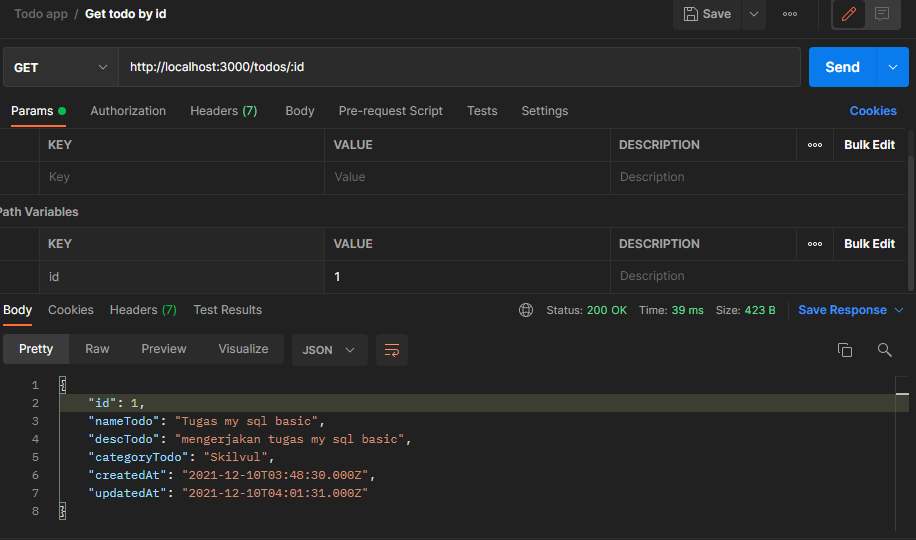 Todo app / Get todo by id
Save
GET http://localhost:3000/todos/:id Send
Params Authorization Headers (7) Body Pre-request Script Tests Settings Cookies
KEY VALUE DESCRIPTION Bulk Edit
Key Value Description
Path Variables
KEY VALUE DESCRIPTION Bulk Edit
id 1 Description
Body Cookies Headers (7) Test Results Status: 200 OK Time: 39 ms Size: 423 B Save Response
Pretty Raw Preview Visualize JSON
1 {
2 "id": 1,
3 "nameTodo": "Tugas my sql basic",
4 "descTodo": "mengerjakan tugas my sql basic",
5 "categoryTodo": "Skilvul",
6 "createdAt": "2021-12-10T03:48:30.000Z",
7 "updatedAt": "2021-12-10T04:01:31.000Z"
8 }